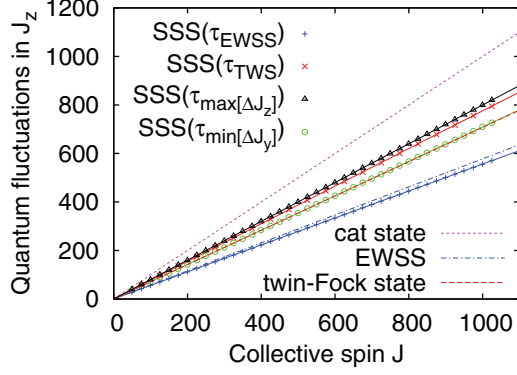 Quantum fluctuations in J_z
1200
1000
800
600
400
200
0
SSS(τ_EWSS)
SSS(τ_TWS)
SSS(τ_max[ΔJ_z])
SSS(τ_min[ΔJ_y])
cat state
EWSS
twin-Fock state
0 200 400 600 800 1000
Collective spin J